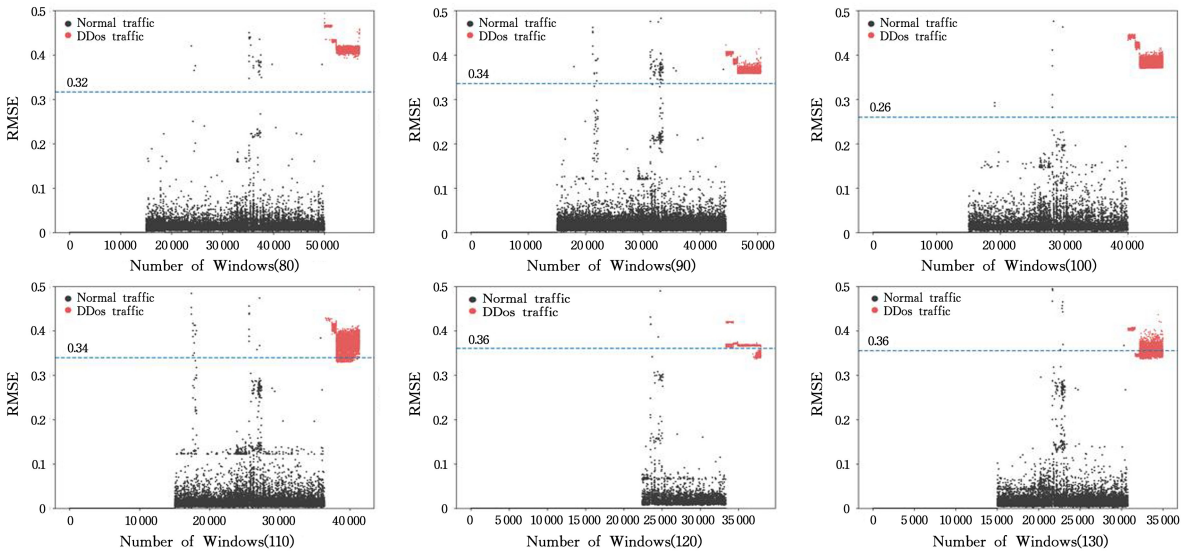 0.5
Normal traffic
DDos traffic
0.4
0.32
0.3
RMSE
0.2
0.1
0
0 10 000 20 000 30 000 40 000 50 000
Number of Windows(80)
0.5
Normal traffic
DDos traffic
0.4
0.34
0.3
RMSE
0.2
0.1
0
0 10 000 20 000 30 000 40 000 50 000
Number of Windows(90)
0.5
Normal traffic
DDos traffic
0.4
0.3
0.26
RMSE
0.2
0.1
0
0 10 000 20 000 30 000 40 000
Number of Windows(100)
0.5
Normal traffic
DDos traffic
0.4
0.34
0.3
RMSE
0.2
0.1
0
0 10 000 20 000 30 000 40 000
Number of Windows(110)
0.5
Normal traffic
DDos traffic
0.4
0.36
0.3
RMSE
0.2
0.1
0
0 5 000 10 000 15 000 20 000 25 000 30 000 35 000
Number of Windows(120)
0.5
Normal traffic
DDos traffic
0.4
0.36
0.3
RMSE
0.2
0.1
0
0 5 000 10 000 15 000 20 000 25 000 30 000 35 000
Number of Windows(130)